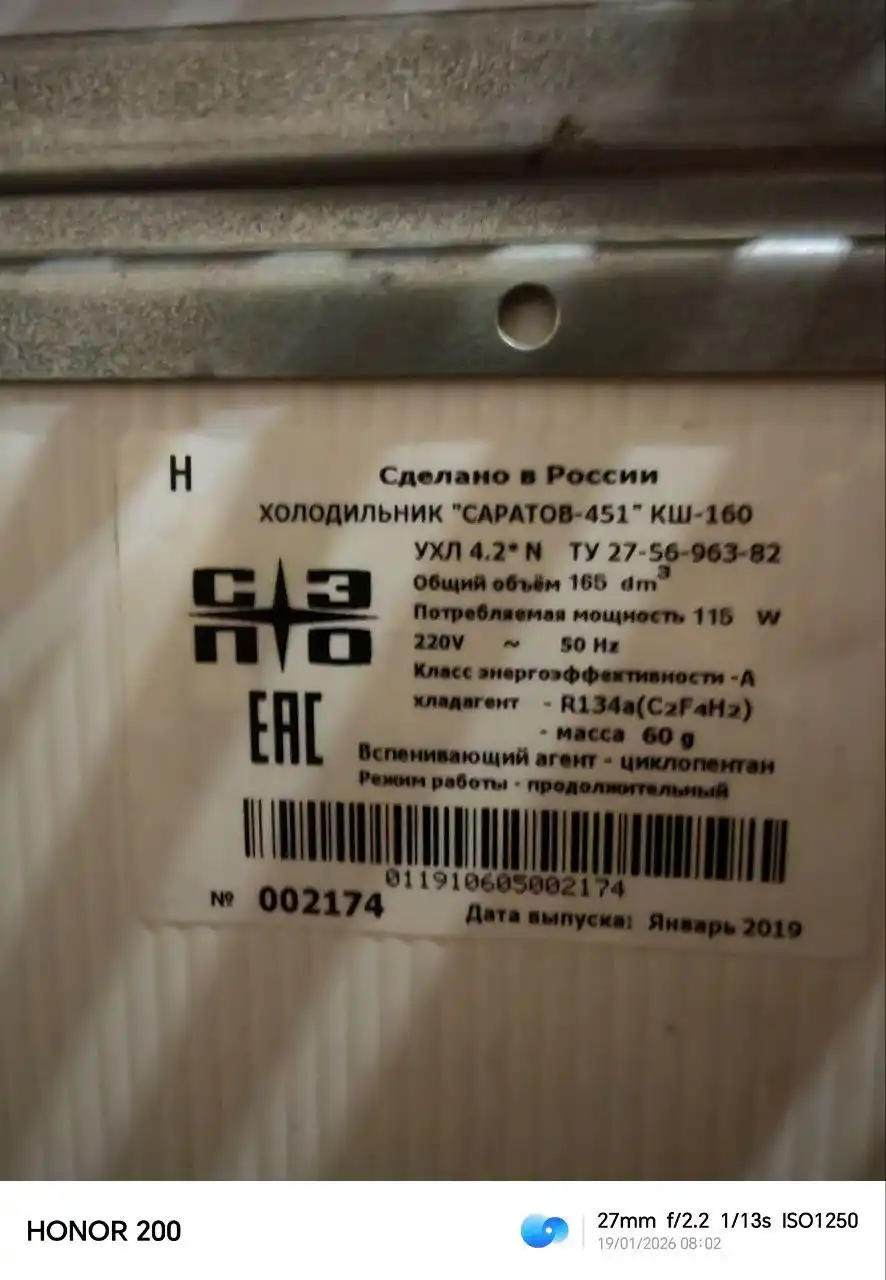 Н
Сделано в России
ХОЛОДИЛЬНИК "САРАТОВ-451" КШ-160
УХЛ 4.2* N ТУ 27-56-963-82
Общий объём 165 dm³
Потребляемая мощность 115 W
220V ~ 50 Hz
Класс энергоэффективности -А
хладагент - R134a(C2F4H2)
- масса 60 g
Вспенивающий агент - циклопентан
Режим работы - продолжительный
СЭПО
ЕАС
011910605002174
№ 002174
Дата выпуска: Январь 2019
HONOR 200
27mm f/2.2 1/13s ISO1250
19/01/2026 08:02